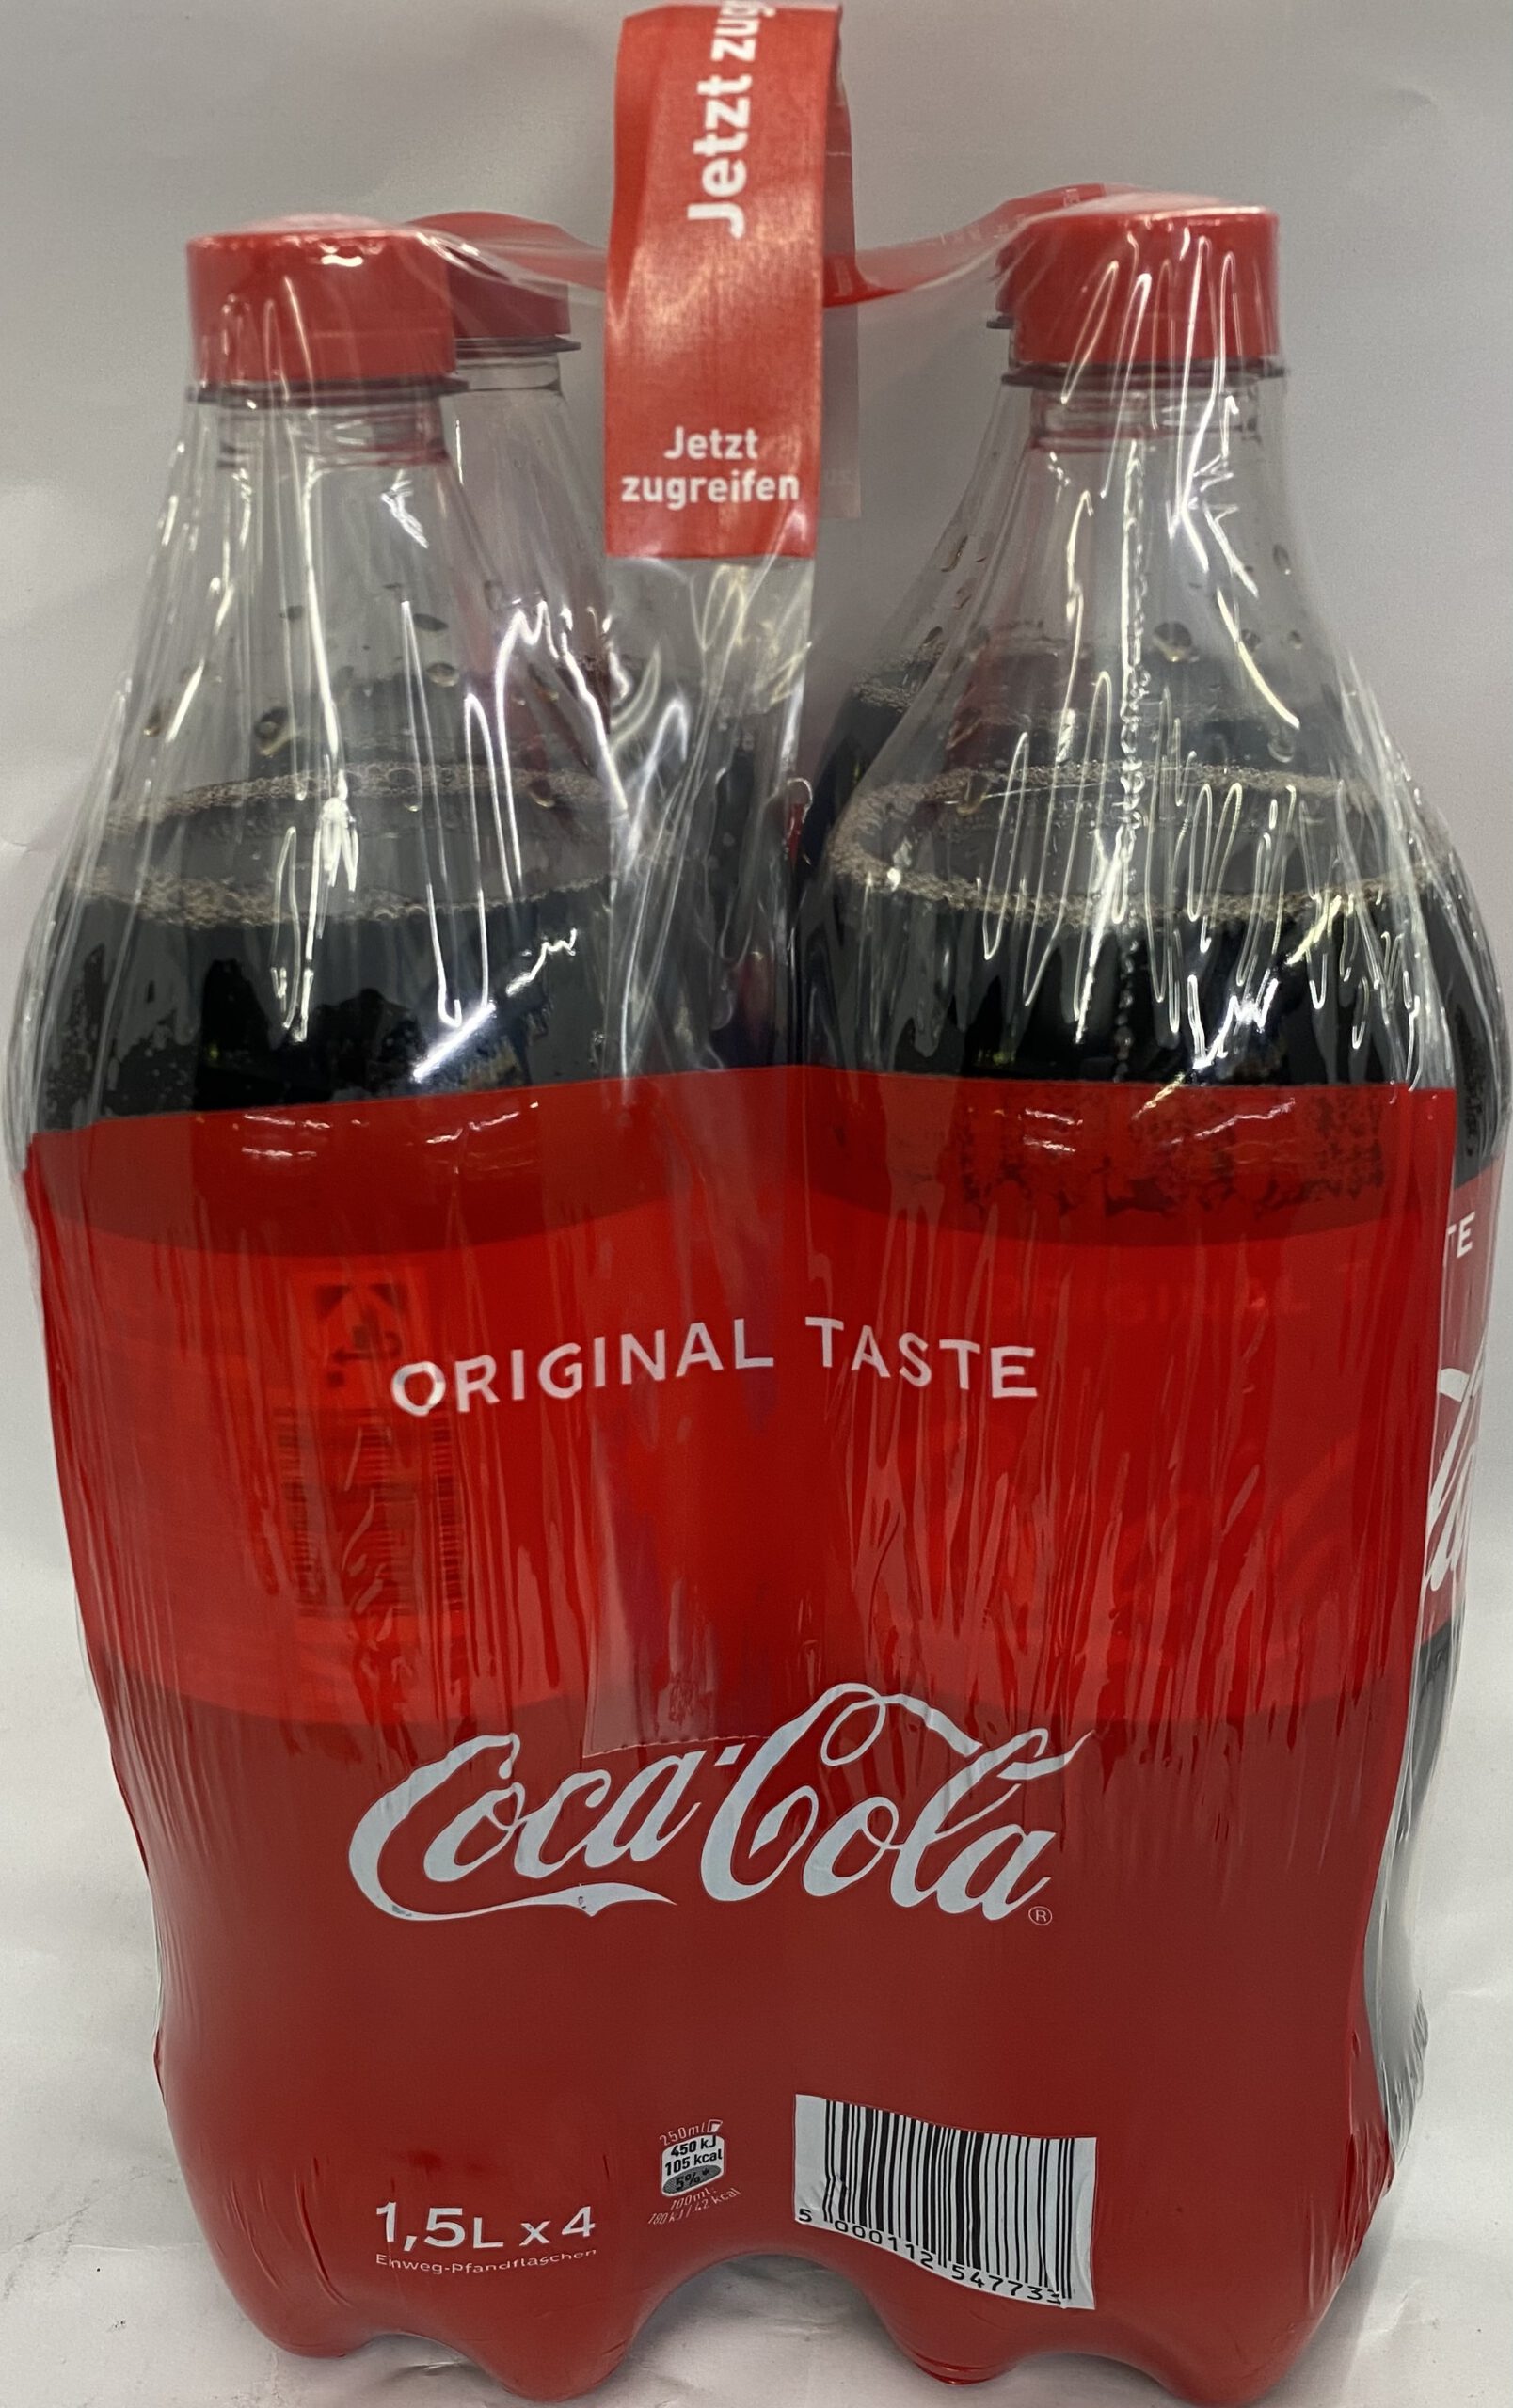 Jetzt zug
Jetzt
zugreifen
TE
ORIGINAL TASTE
Coca-Cola
®
250ml
450 kJ
105 kcal
5%*
100ml:
180 kJ / 42 kcal
1,5L x 4
Einweg-Pfandflaschen
5 000112 547733